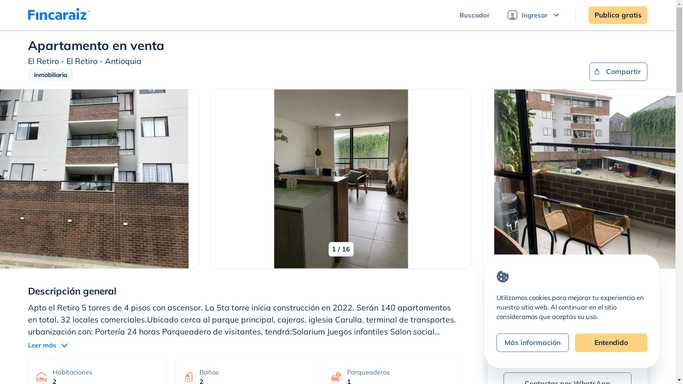 Fincaraiz
Buscador
Ingresar
Publica gratis
Apartamento en venta
El Retiro - El Retiro - Antioquia
Inmobiliaria
Compartir
1 / 16
Descripción general
Apto el Retiro 5 torres de 4 pisos con ascensor. La 5ta torre inicia construcción en 2022. Serán 140 apartamentos
en total, 32 locales comerciales.Ubicado cerca al parque principal, cajeros, iglesia Carulla, terminal de transportes,
urbanización con: Portería 24 horas Parqueadero de visitantes, tendrá:Solarium Juegos infantiles Salon social...
Leer más
Habitaciones
2
Baños
2
Parqueaderos
1
Utilizamos cookies para mejorar tu experiencia en
nuestro sitio web. Al continuar en el sitio
consideramos que aceptas su uso.
Más información
Entendido
Contactar por WhatsApp